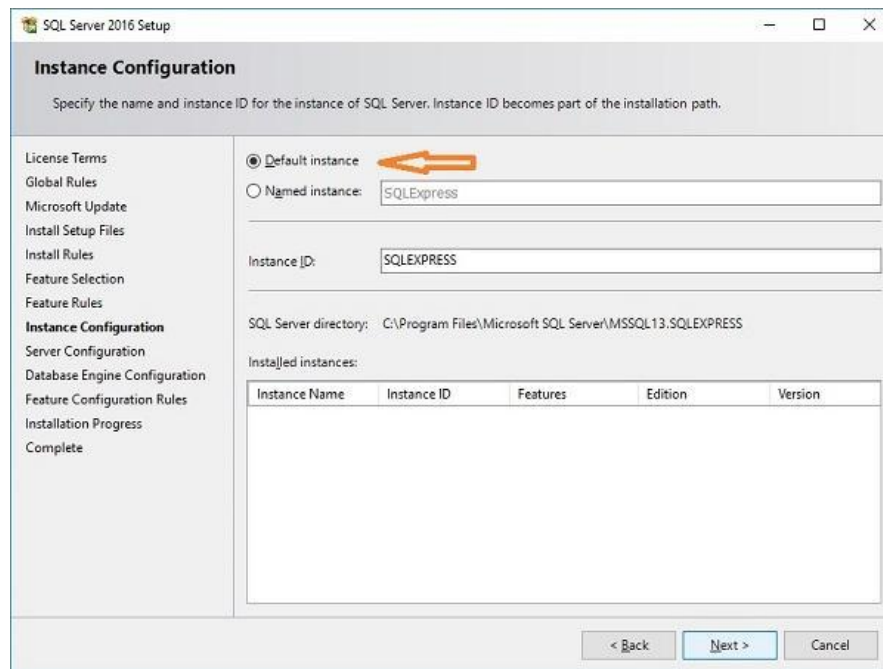 SQL Server 2016 Setup
Instance Configuration
Specify the name and instance ID for the instance of SQL Server. Instance ID becomes part of the installation path.
License Terms
Global Rules
Microsoft Update
Install Setup Files
Install Rules
Feature Selection
Feature Rules
Instance Configuration
Server Configuration
Database Engine Configuration
Feature Configuration Rules
Installation Progress
Complete
Default instance
Named instance: SQLExpress
Instance ID: SQLEXPRESS
SQL Server directory: C:\Program Files\Microsoft SQL Server\MSSQL13.SQLEXPRESS
Installed instances:
Instance Name Instance ID Features Edition Version
< Back Next > Cancel